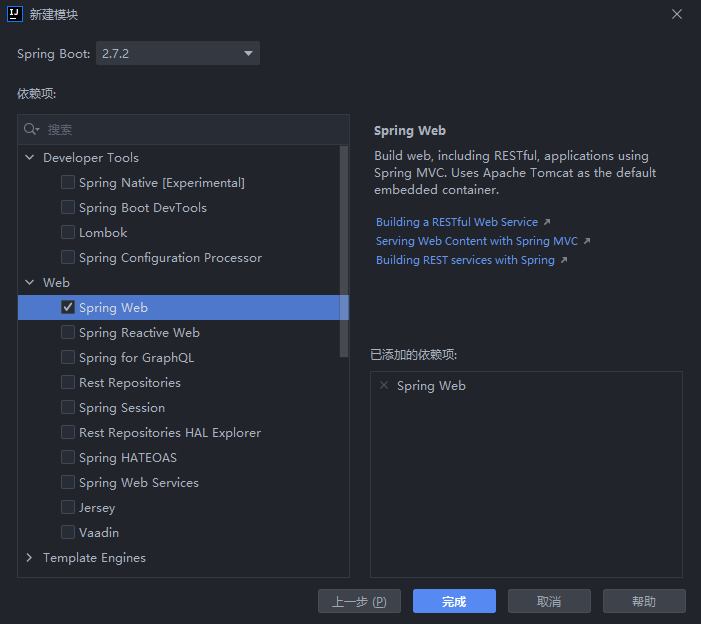 IJ 新建模块
Spring Boot: 2.7.2
依赖项:
搜索
Developer Tools
Spring Native [Experimental]
Spring Boot DevTools
Lombok
Spring Configuration Processor
Web
Spring Web
Spring Reactive Web
Spring for GraphQL
Rest Repositories
Spring Session
Rest Repositories HAL Explorer
Spring HATEOAS
Spring Web Services
Jersey
Vaadin
Template Engines
Spring Web
Build web, including RESTful, applications using
Spring MVC. Uses Apache Tomcat as the default
embedded container.
Building a RESTful Web Service
Serving Web Content with Spring MVC
Building REST services with Spring
已添加的依赖项:
Spring Web
上一步 (P)
完成
取消
帮助